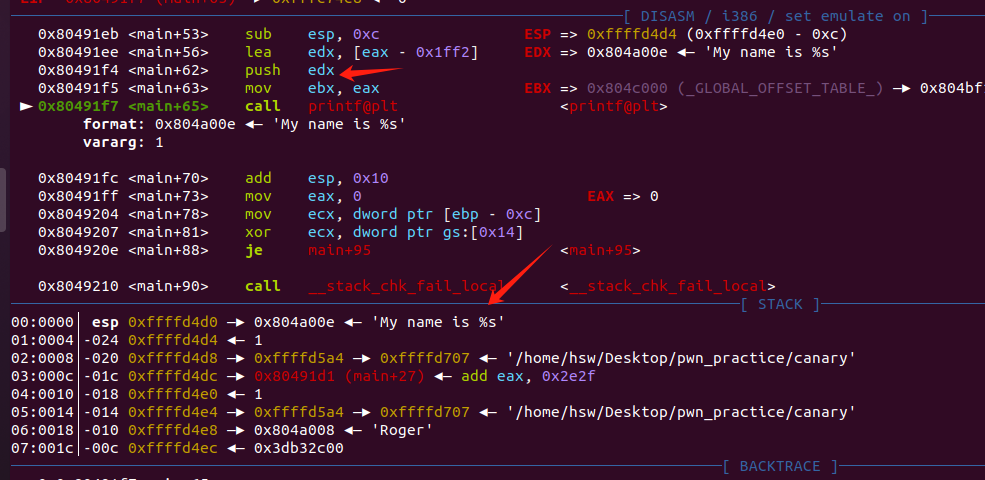 [ DISASM / i386 / set emulate on ]
0x80491eb <main+53> sub esp, 0xc ESP => 0xffffd4d4 (0xffffd4e0 - 0xc)
0x80491ee <main+56> lea edx, [eax - 0x1ff2] EDX => 0x804a00e ◂— 'My name is %s'
0x80491f4 <main+62> push edx
0x80491f5 <main+63> mov ebx, eax EBX => 0x804c000 (_GLOBAL_OFFSET_TABLE_) —▸ 0x804bf
► 0x80491f7 <main+65> call printf@plt <printf@plt>
format: 0x804a00e ◂— 'My name is %s'
vararg: 1
0x80491fc <main+70> add esp, 0x10
0x80491ff <main+73> mov eax, 0 EAX => 0
0x8049204 <main+78> mov ecx, dword ptr [ebp - 0xc]
0x8049207 <main+81> xor ecx, dword ptr gs:[0x14]
0x804920e <main+88> je main+95 <main+95>
0x8049210 <main+90> call __stack_chk_fail_local <__stack_chk_fail_local>
[ STACK ]
00:0000│ esp 0xffffd4d0 —▸ 0x804a00e ◂— 'My name is %s'
01:0004│-024 0xffffd4d4 ◂— 1
02:0008│-020 0xffffd4d8 —▸ 0xffffd5a4 —▸ 0xffffd707 ◂— '/home/hsw/Desktop/pwn_practice/canary'
03:000c│-01c 0xffffd4dc —▸ 0x80491d1 (main+27) ◂— add eax, 0x2e2f
04:0010│-018 0xffffd4e0 ◂— 1
05:0014│-014 0xffffd4e4 —▸ 0xffffd5a4 —▸ 0xffffd707 ◂— '/home/hsw/Desktop/pwn_practice/canary'
06:0018│-010 0xffffd4e8 —▸ 0x804a008 ◂— 'Roger'
07:001c│-00c 0xffffd4ec ◂— 0x3db32c00
[ BACKTRACE ]